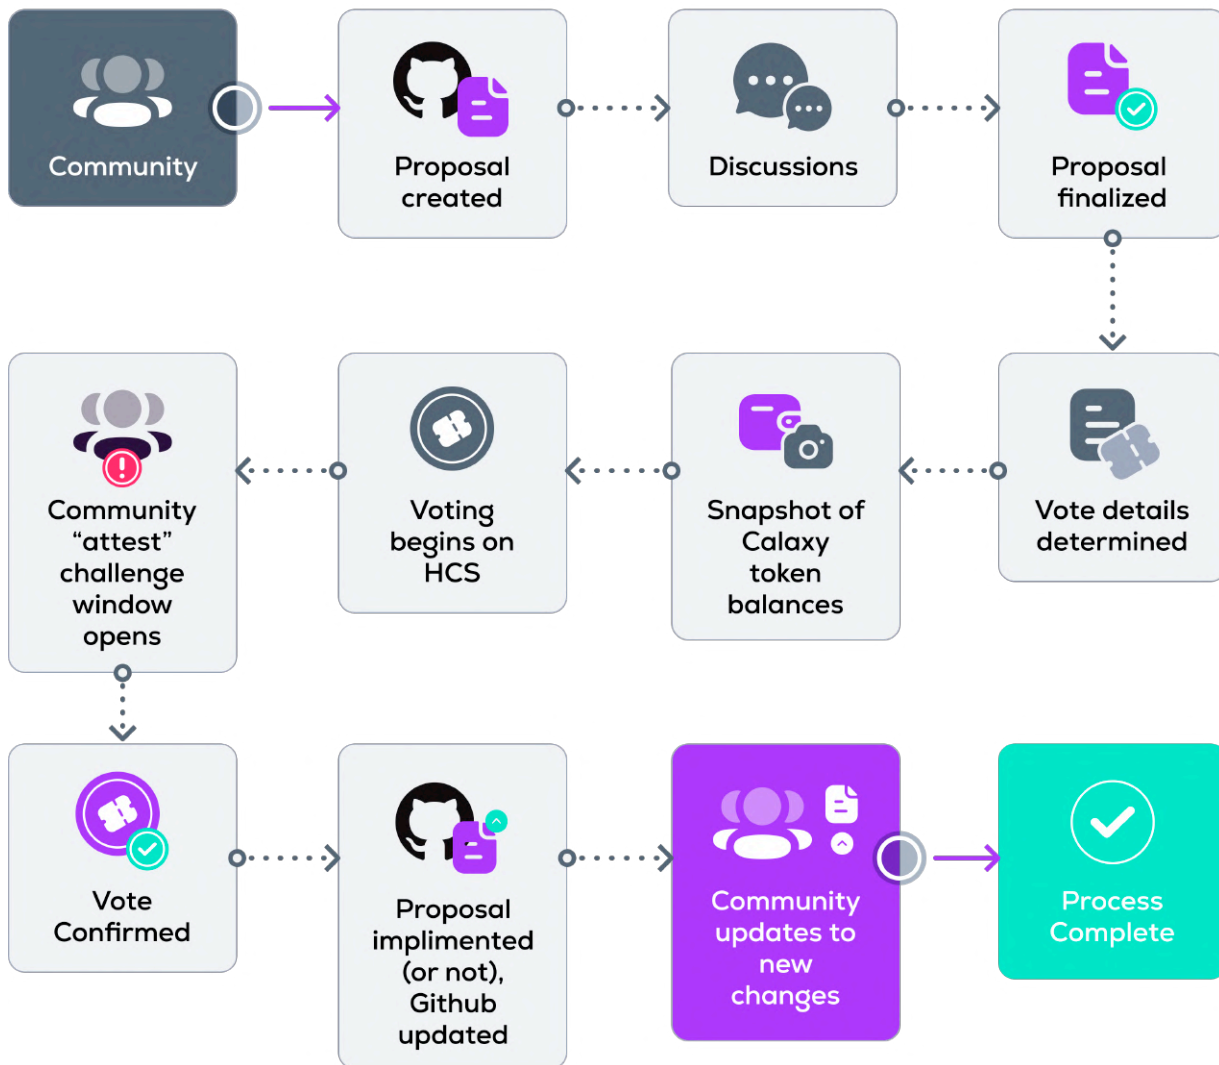 Community
Proposal
created
Discussions
Proposal
finalized
Community
“attest”
challenge
window
opens
Voting
begins on
HCS
Snapshot of
Calaxy
token
balances
Vote details
determined
Vote
Confirmed
Proposal
implimented
(or not),
Github
updated
Community
updates to
new
changes
Process
Complete